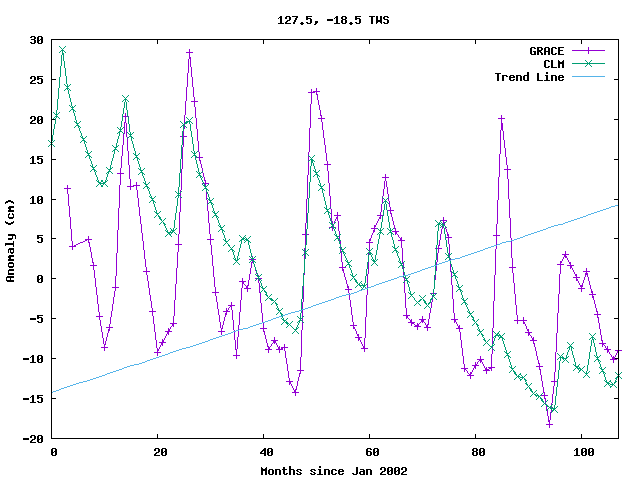 127.5, -18.5 TWS
GRACE
CLM
Trend Line
30
25
20
15
10
5
0
-5
-10
-15
-20
Anomaly (cm)
0 20 40 60 80 100
Months since Jan 2002